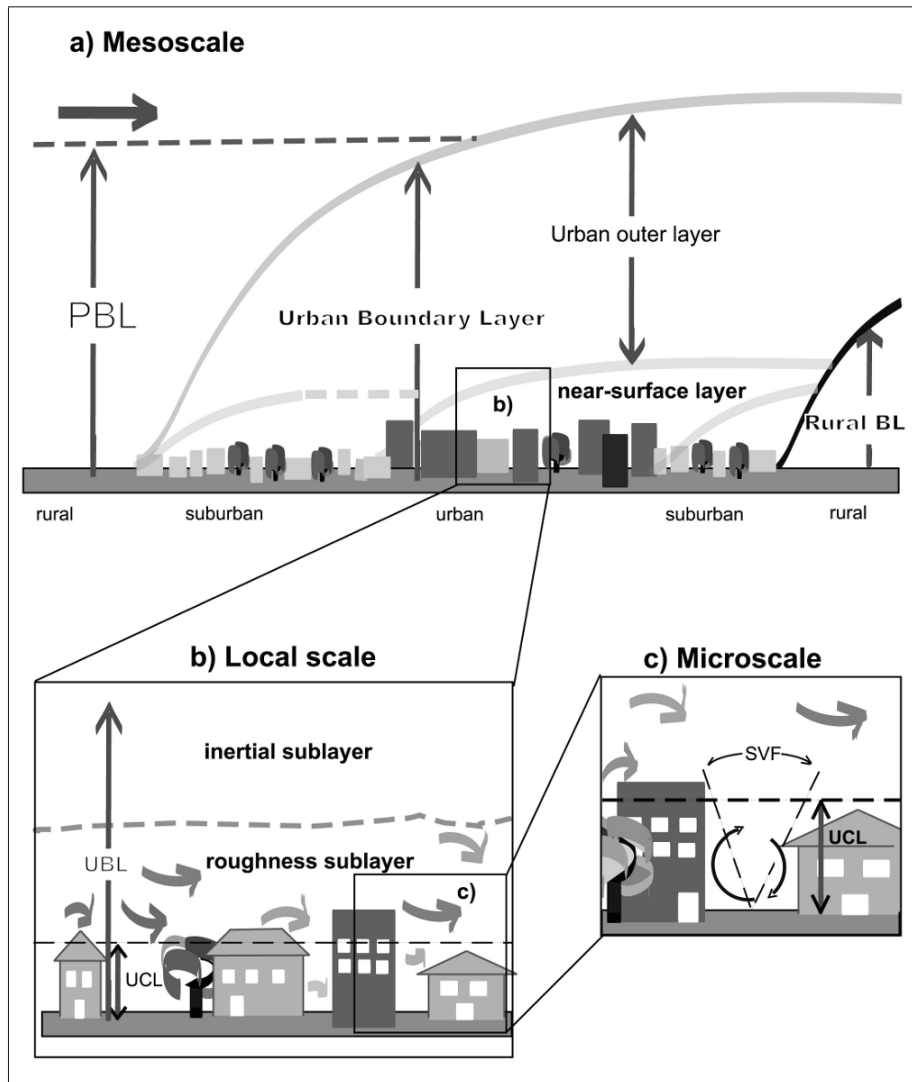 a) Mesoscale
Urban outer layer
PBL
Urban Boundary Layer
near-surface layer
b)
Rural BL
rural
suburban
urban
suburban
rural
b) Local scale
c) Microscale
inertial sublayer
SVF
UBL
roughness sublayer
c)
UCL
UCL